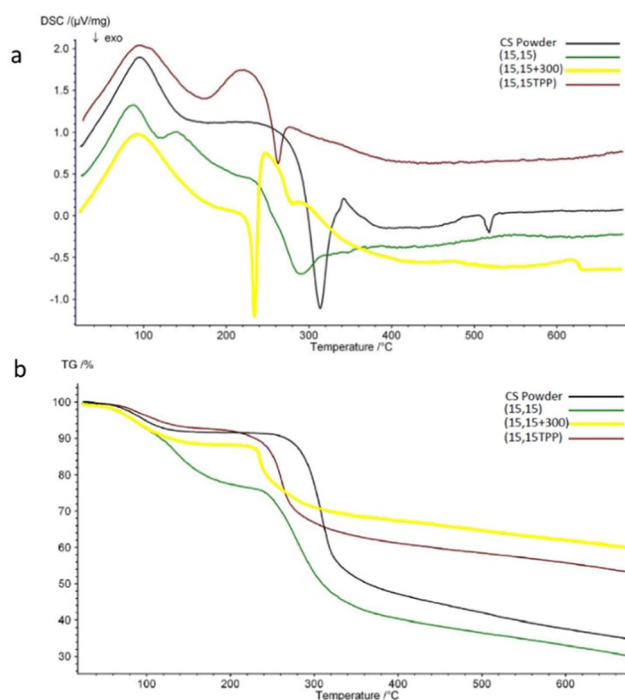 DSC /(μV/mg)
↓ exo
a
CS Powder
(15,15)
(15,15+300)
(15,15TPP)
2.0
1.5
1.0
0.5
0.0
-0.5
-1.0
100 200 300 400 500 600
Temperature /°C
b
TG /%
CS Powder
(15,15)
(15,15+300)
(15,15TPP)
100
90
80
70
60
50
40
30
100 200 300 400 500 600
Temperature /°C